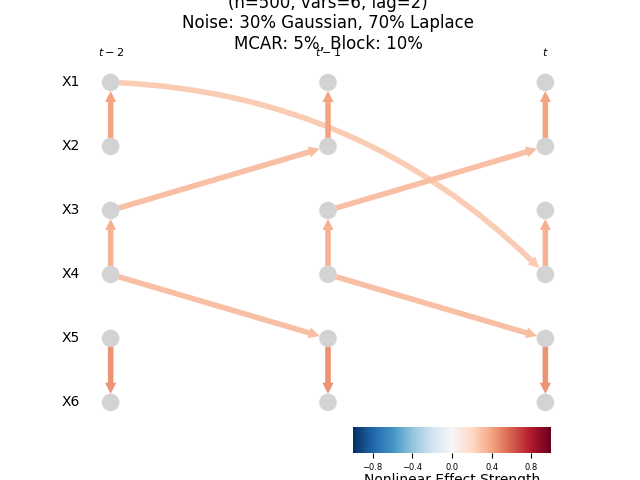 (n=500, vars=6, lag=2)
Noise: 30% Gaussian, 70% Laplace
MCAR: 5%, Block: 10%
t − 2
t − 1
t
X1
X2
X3
X4
X5
X6
−0.8 −0.4 0.0 0.4 0.8
Nonlinear Effect Strength